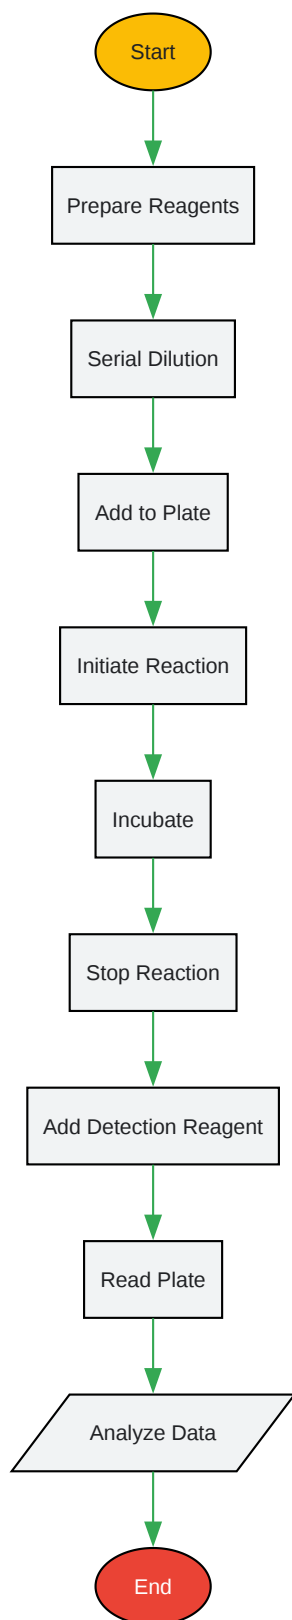 Start
Prepare Reagents
Serial Dilution
Add to Plate
Initiate Reaction
Incubate
Stop Reaction
Add Detection Reagent
Read Plate
Analyze Data
End